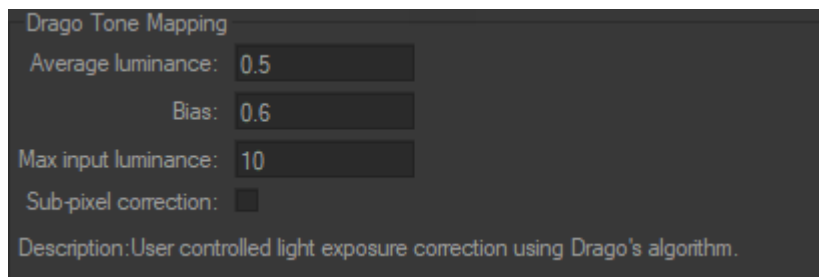 Drago Tone Mapping
Average luminance: 0.5
Bias: 0.6
Max input luminance: 10
Sub-pixel correction:
Description:User controlled light exposure correction using Drago's algorithm.